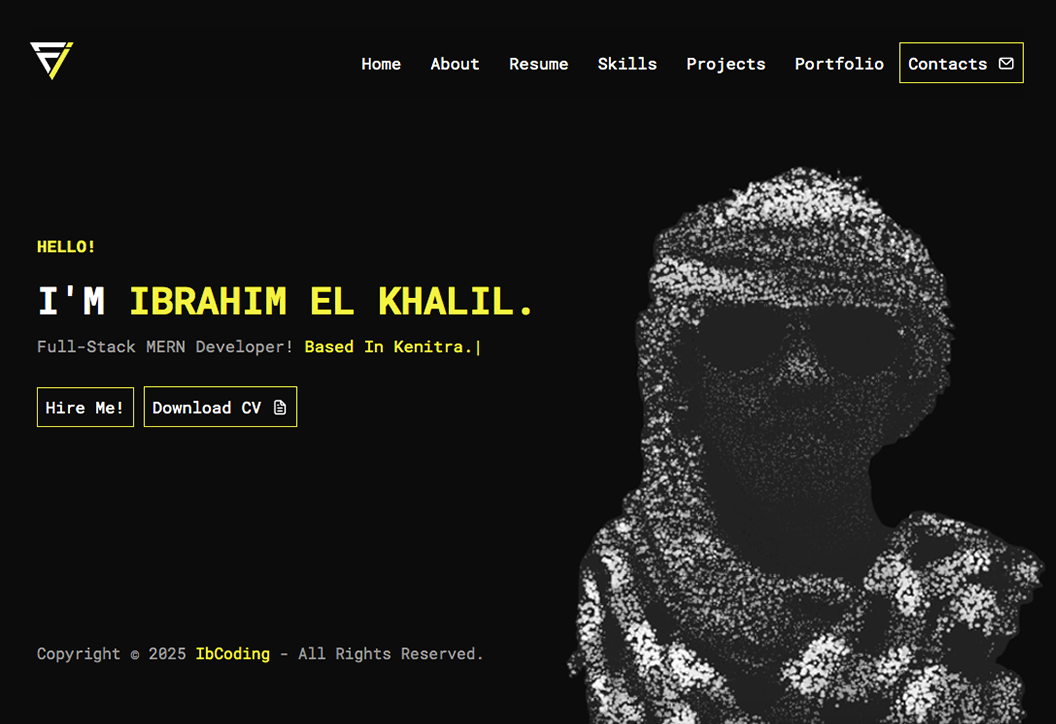 Home About Resume Skills Projects Portfolio Contacts
HELLO!
I'M IBRAHIM EL KHALIL.
Full-Stack MERN Developer! Based In Kenitra.|
Hire Me! Download CV
Copyright © 2025 IbCoding - All Rights Reserved.